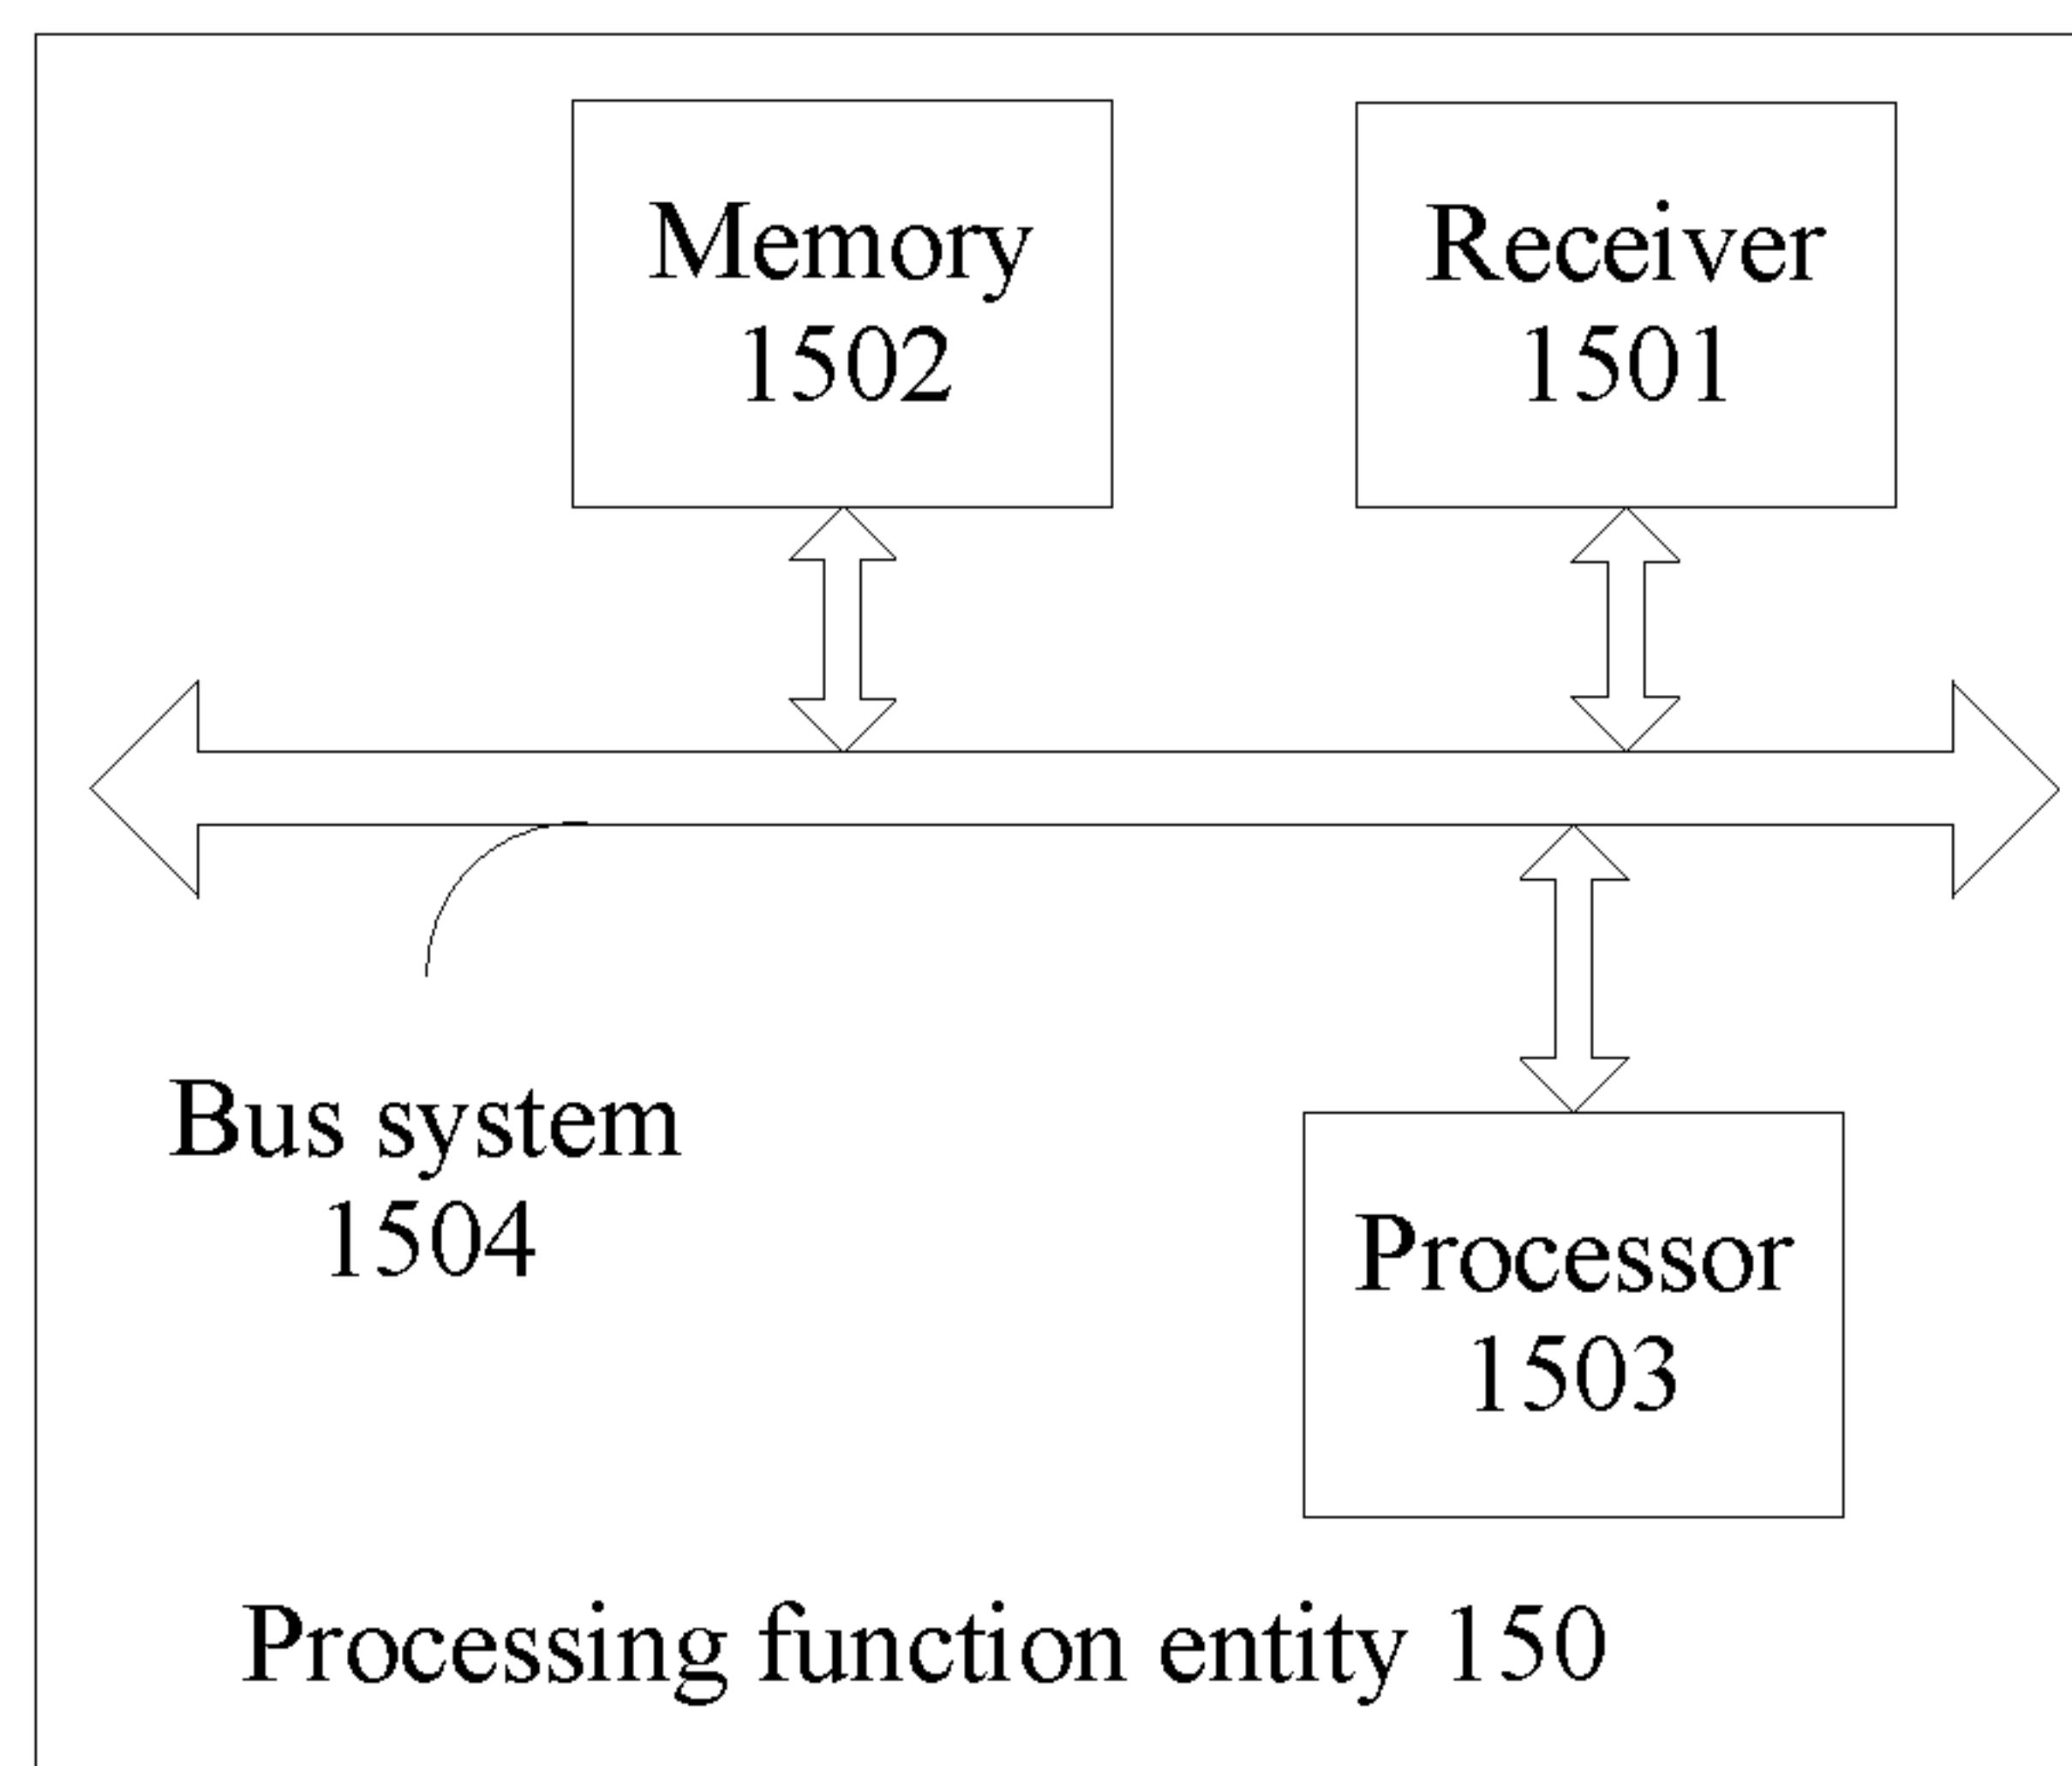 Memory
1502
Receiver
1501
Bus system
1504
Processor
1503
Processing function entity 150